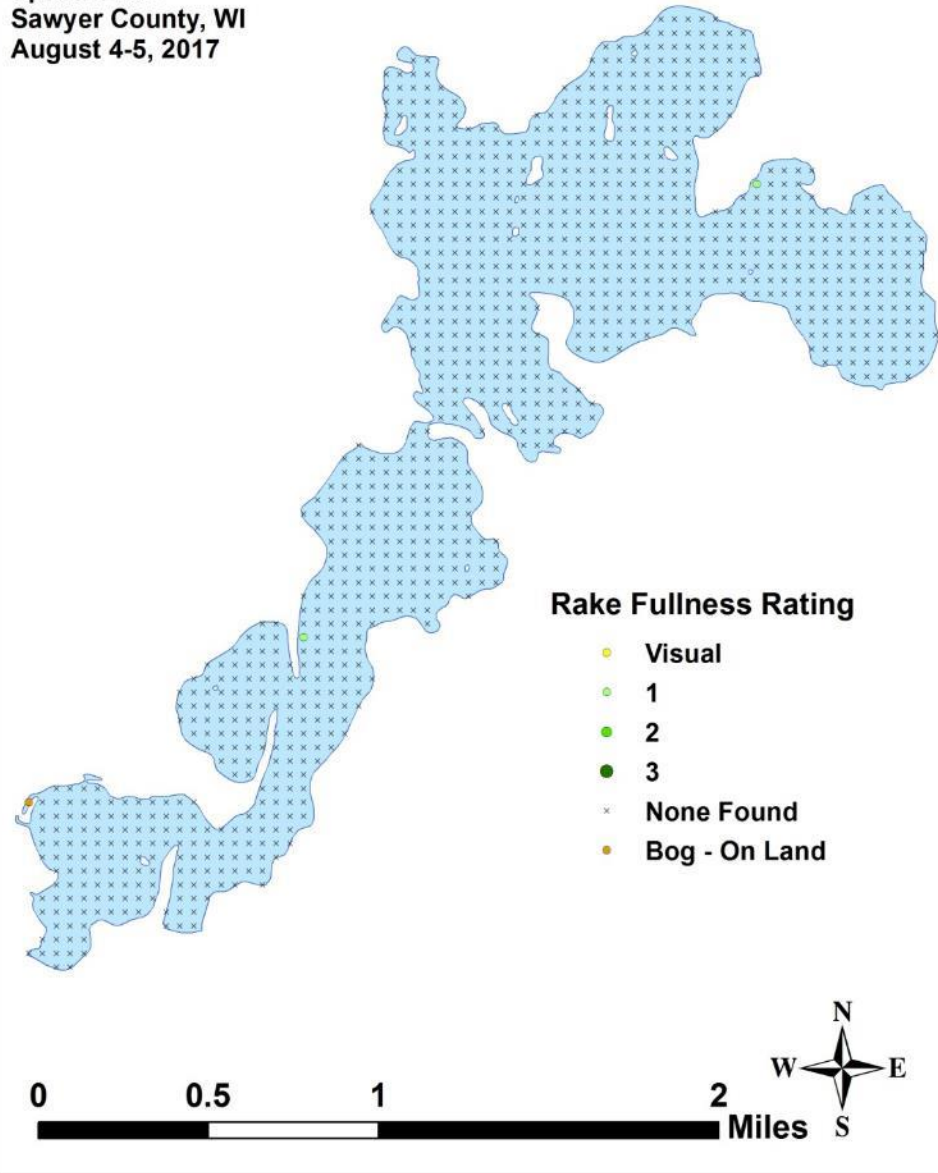 Sawyer County, WI
August 4-5, 2017
Rake Fullness Rating
Visual
1
2
3
None Found
Bog - On Land
N
W E
S
0 0.5 1 2
Miles